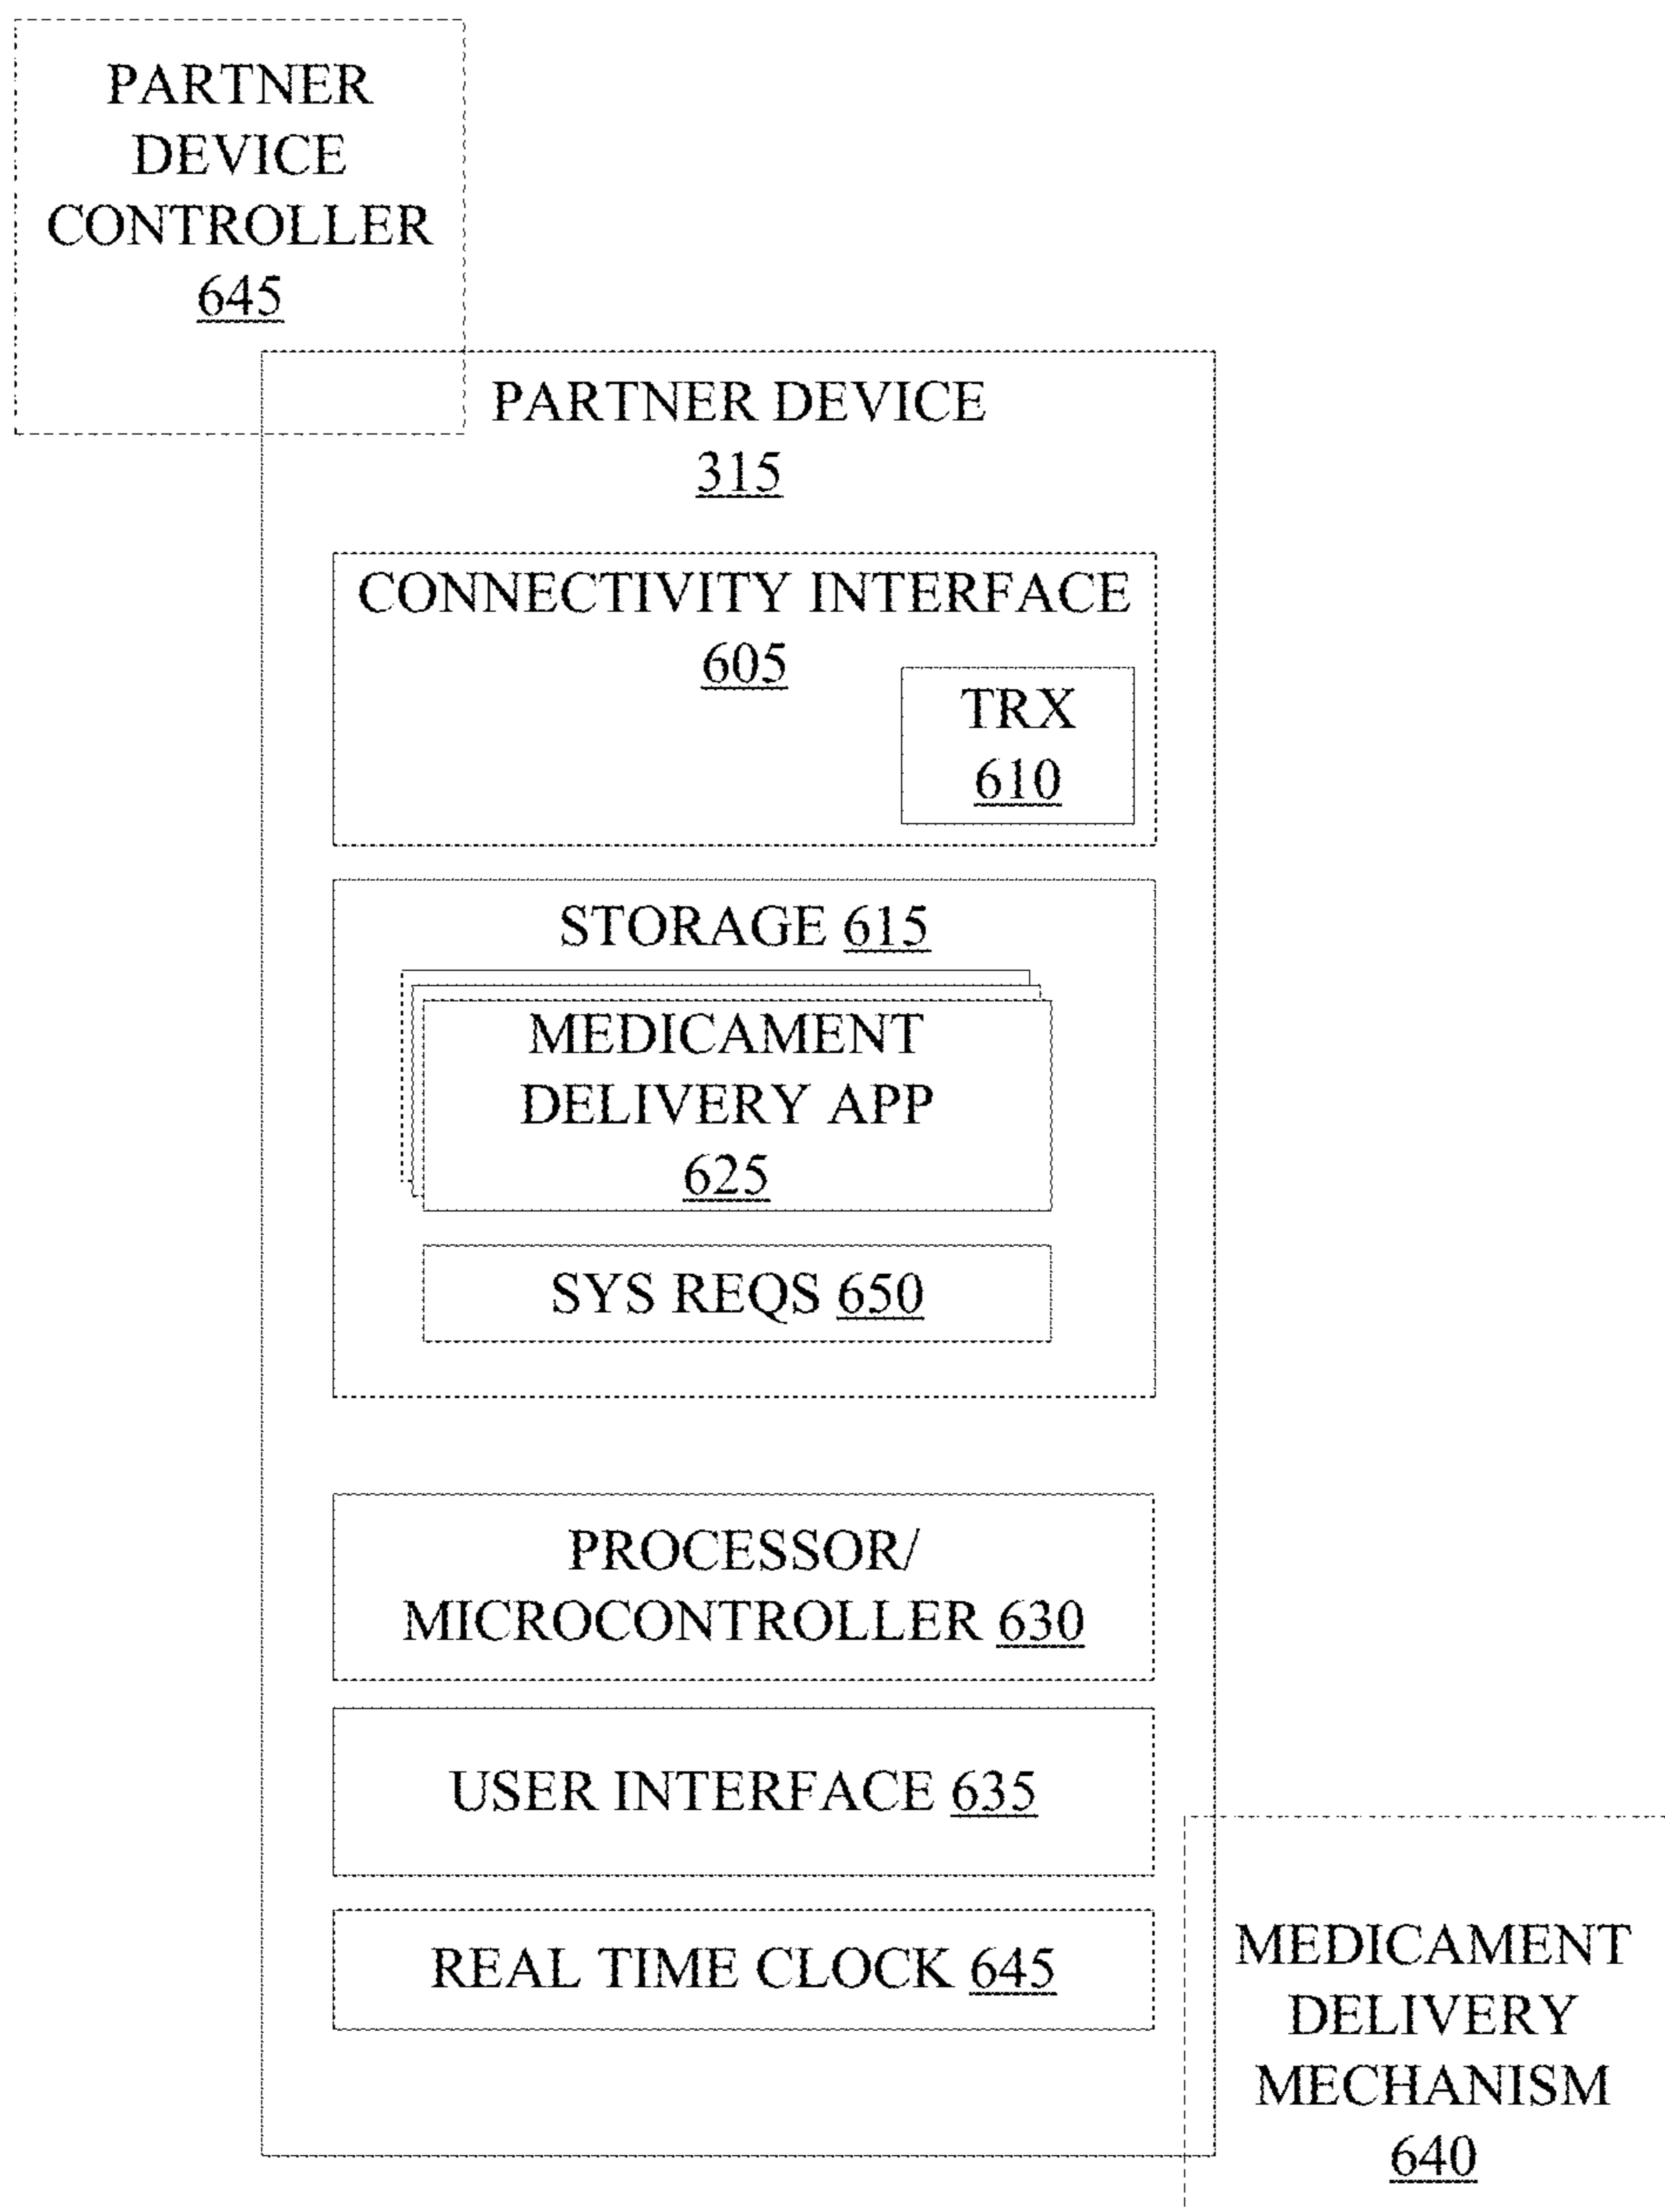 PARTNER
DEVICE
CONTROLLER
645
PARTNER DEVICE
315
CONNECTIVITY INTERFACE
605
TRX
610
STORAGE 615
MEDICAMENT
DELIVERY APP
625
SYS REQS 650
PROCESSOR/
MICROCONTROLLER 630
USER INTERFACE 635
REAL TIME CLOCK 645
MEDICAMENT
DELIVERY
MECHANISM
640